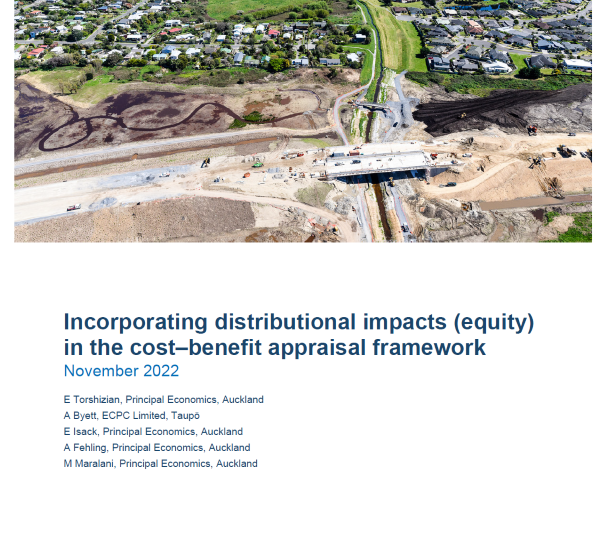 Incorporating distributional impacts (equity)
in the cost–benefit appraisal framework
November 2022
E Torshizian, Principal Economics, Auckland
A Byett, ECPC Limited, Taupō
E Isack, Principal Economics, Auckland
A Fehling, Principal Economics, Auckland
M Maralani, Principal Economics, Auckland